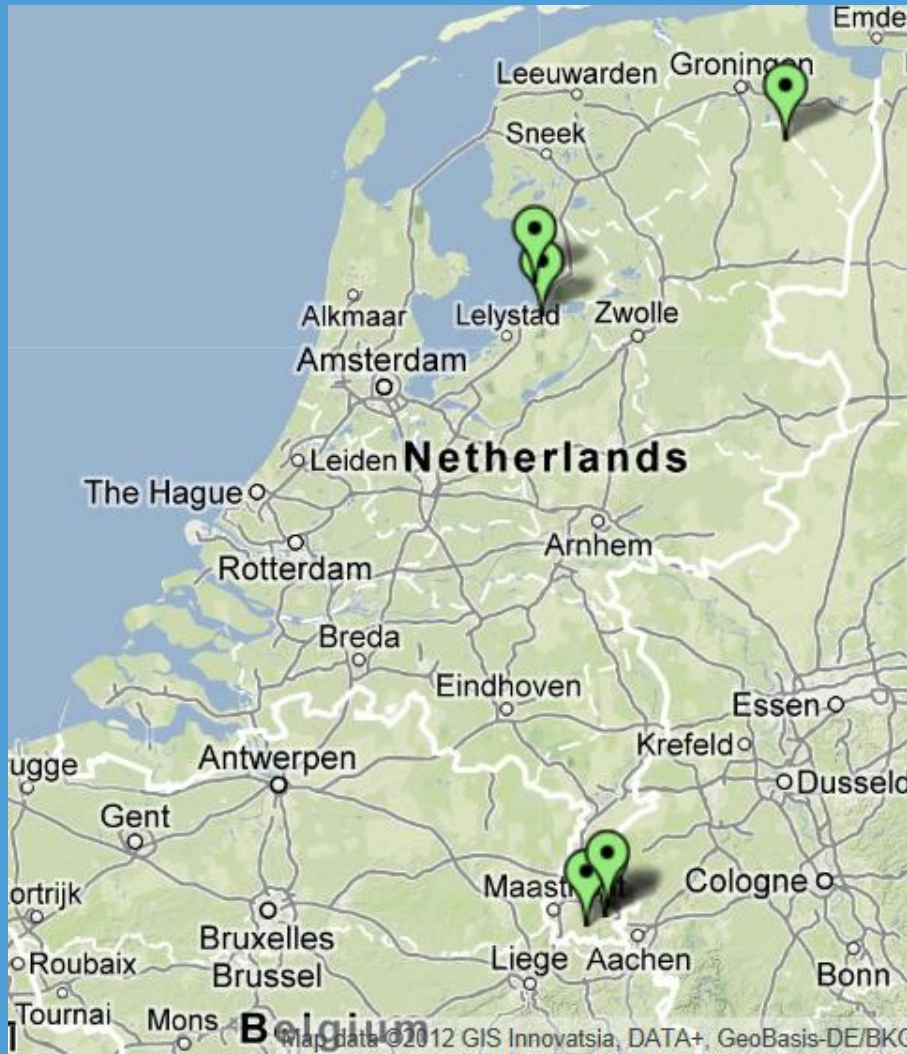 Emde
Leeuwarden
Groningen
Sneek
Alkmaar
Lelystad
Zwolle
Amsterdam
Leiden
Netherlands
The Hague
Arnhem
Rotterdam
Breda
Eindhoven
Essen
Krefeld
Antwerpen
ugge
Dusseld
Gent
Maastricht
Cologne
ortrijk
Bruxelles
Brussel
Roubaix
Liege
Aachen
Bonn
Tournai
Mons
Belgium
Map data ©2012 GIS Innovatsia, DATA+, GeoBasis-DE/BKG